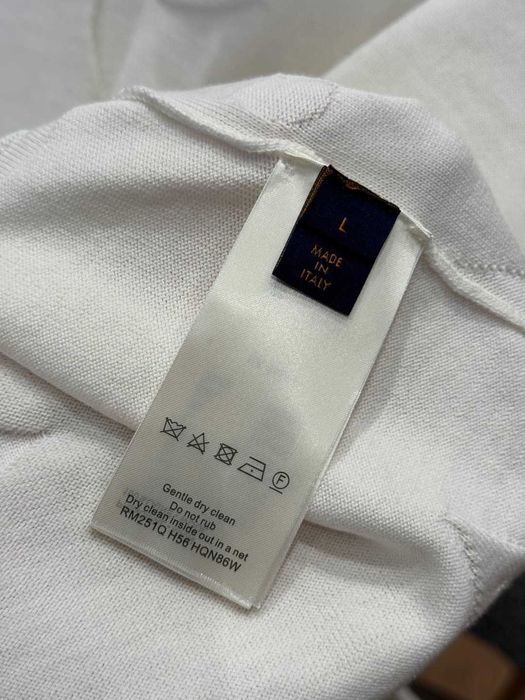 L
MADE
IN
ITALY
F
Gentle dry clean
Do not rub
Dry clean inside out in a net
RM251Q H56 HQN86W